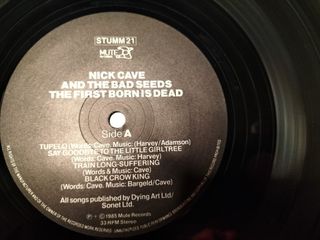 STUMM 21
MUTE
NICK CAVE
AND THE BAD SEEDS
THE FIRST BORN IS DEAD
Side A
TUPELO (Words: Cave. Music: (Harvey/Adamson)
SAY GOODBYE TO THE LITTLE GIRL TREE
(Words: Cave. Music: Harvey)
TRAIN LONG-SUFFERING
(Words & Music: Cave)
BLACK CROW KING
(Words: Cave. Music: Bargeld/Cave)
All songs published by Dying Art Ltd/
Sonet Ltd.
℗ + © 1985 Mute Records
33 RPM Stereo